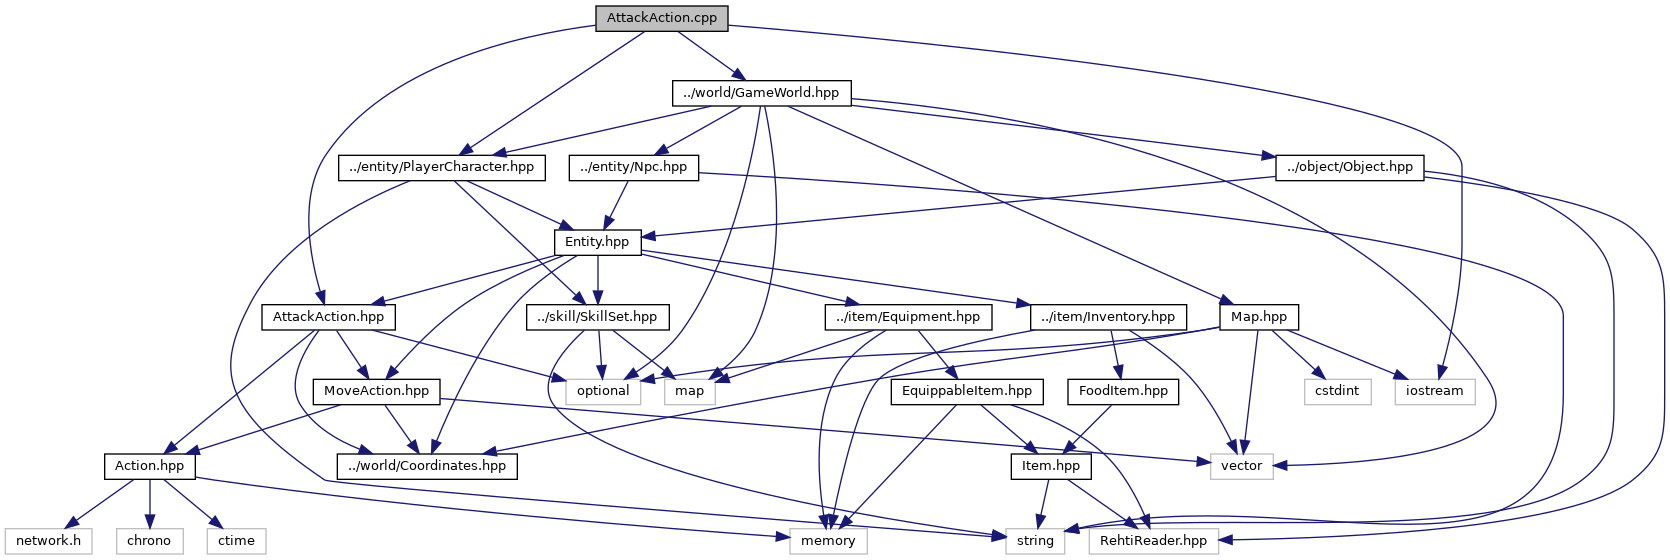 AttackAction.cpp
../world/GameWorld.hpp
../entity/PlayerCharacter.hpp
../entity/Npc.hpp
../object/Object.hpp
Entity.hpp
AttackAction.hpp
../skill/SkillSet.hpp
../item/Equipment.hpp
../item/Inventory.hpp
Map.hpp
MoveAction.hpp
optional
map
EquippableItem.hpp
FoodItem.hpp
cstdint
iostream
Action.hpp
../world/Coordinates.hpp
Item.hpp
vector
network.h
chrono
ctime
memory
string
RehtiReader.hpp